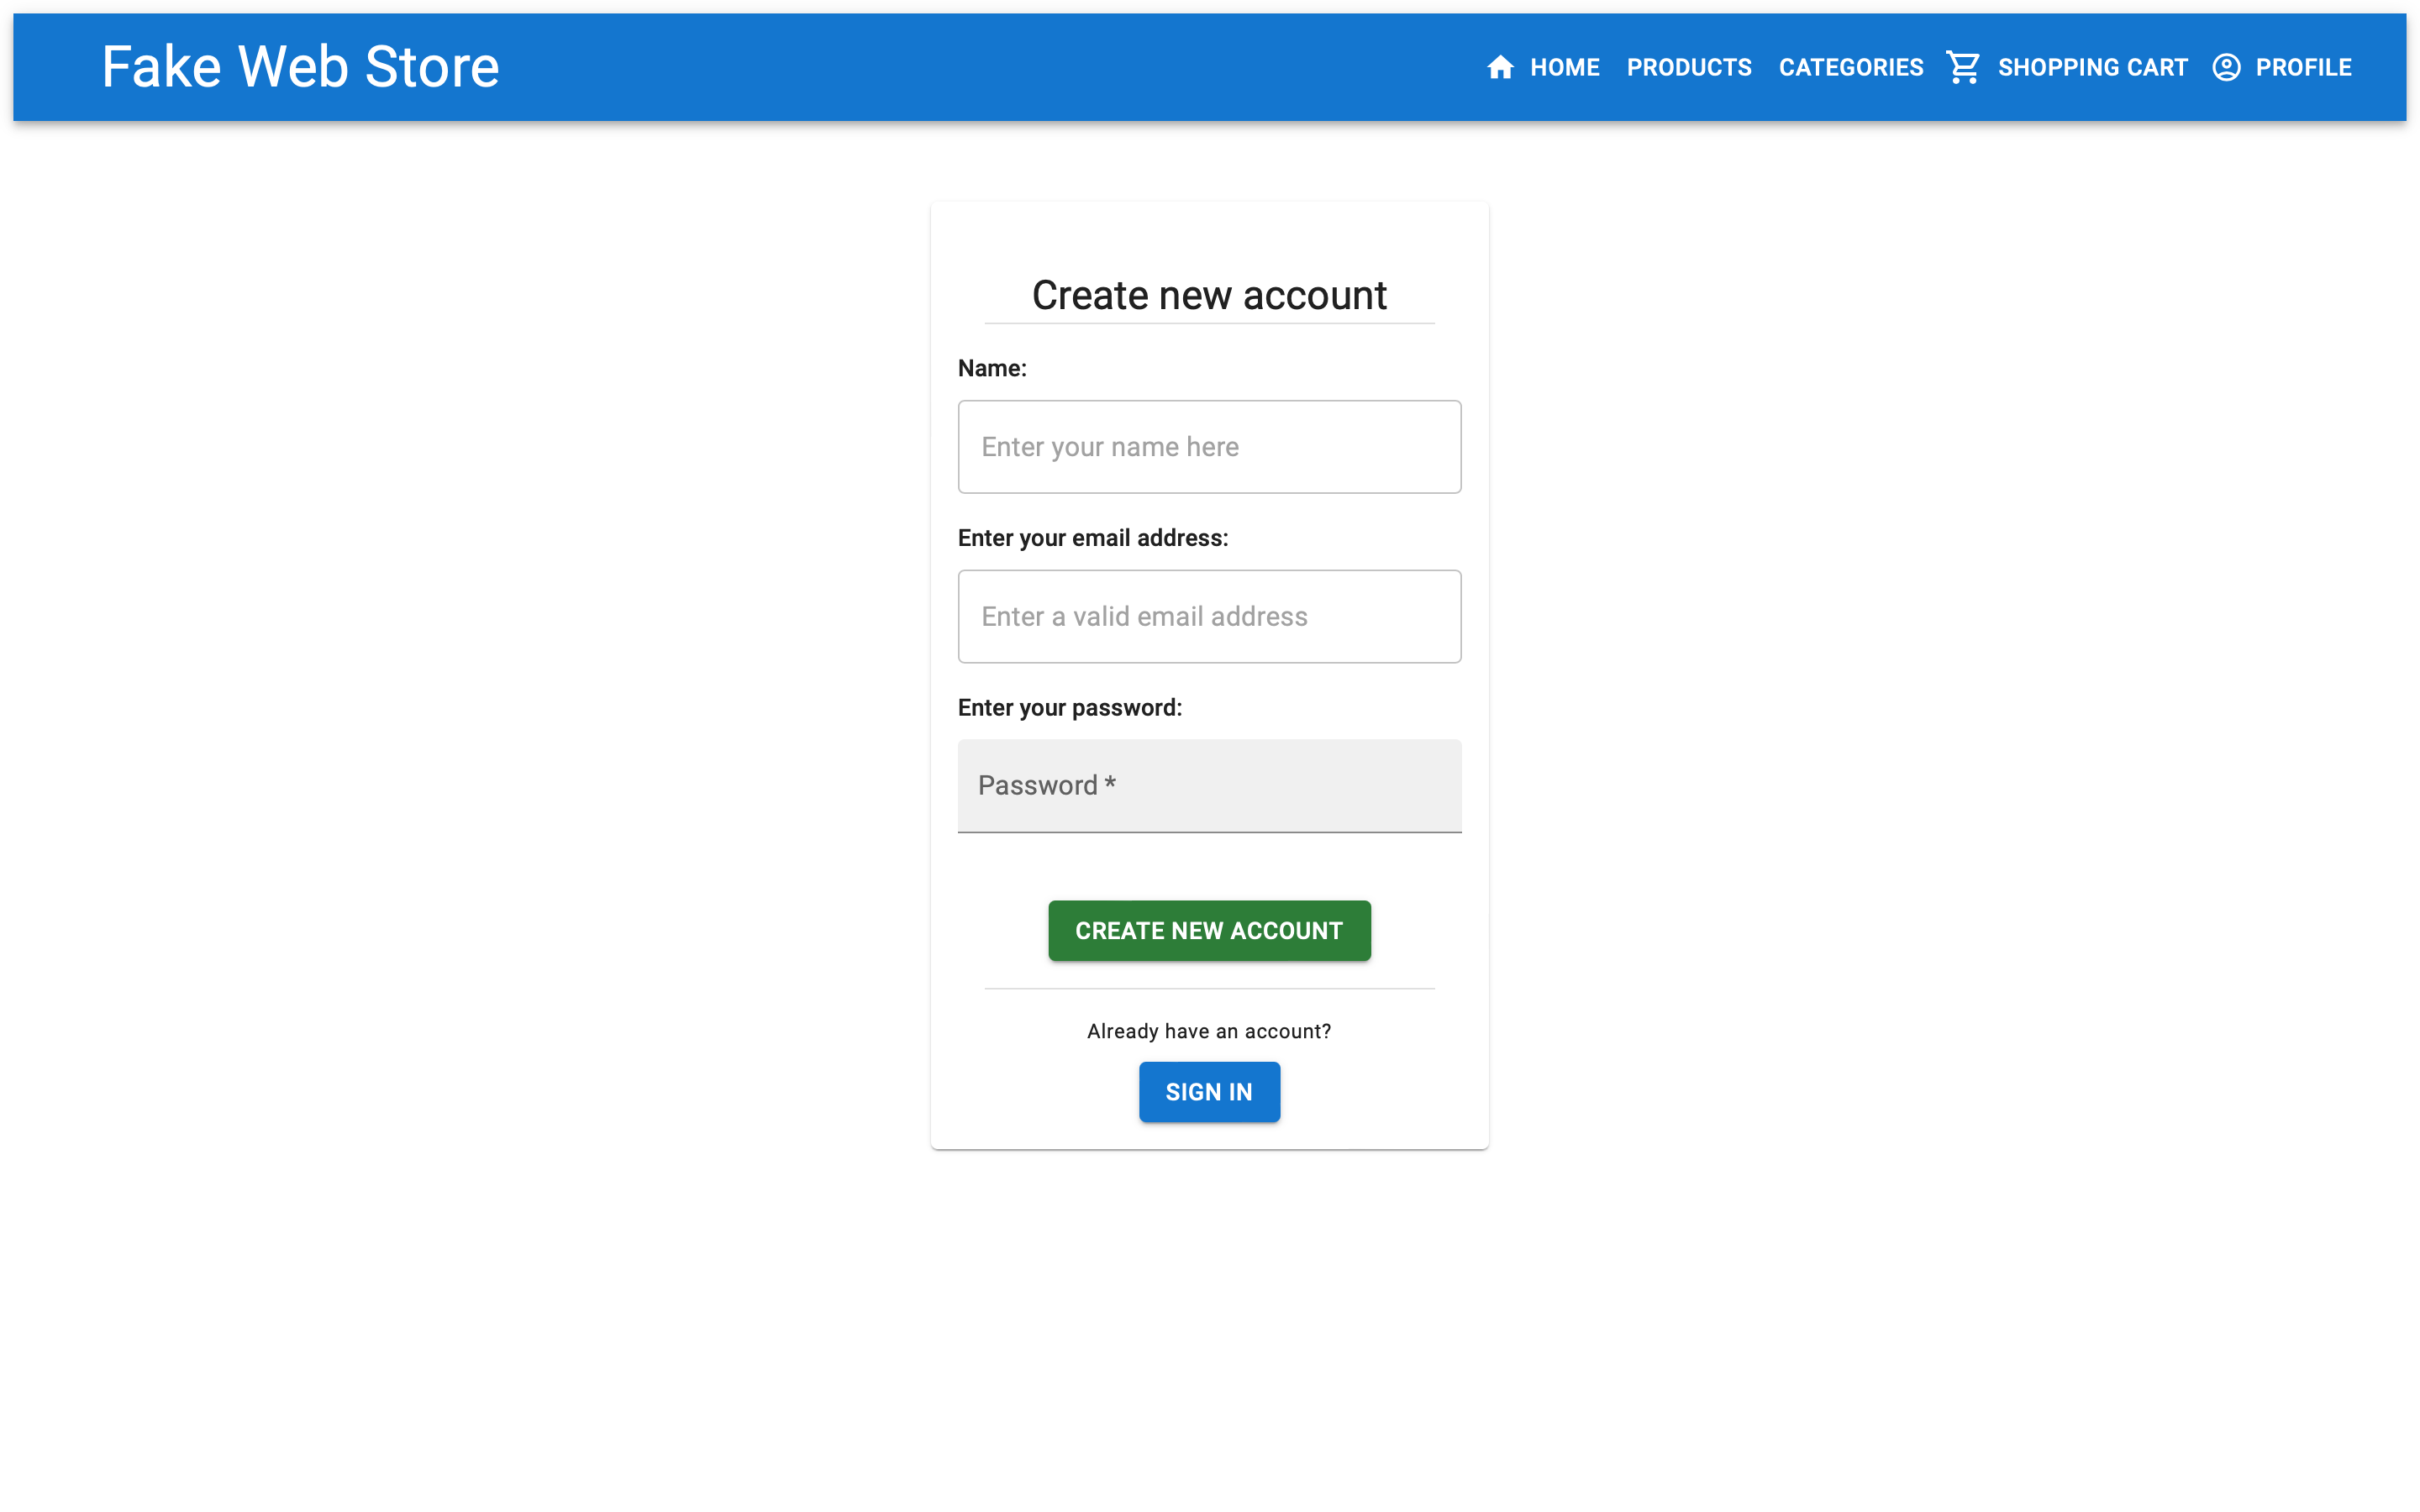 Fake Web Store
HOME PRODUCTS CATEGORIES SHOPPING CART PROFILE
Create new account
Name:
Enter your name here
Enter your email address:
Enter a valid email address
Enter your password:
Password *
CREATE NEW ACCOUNT
Already have an account?
SIGN IN